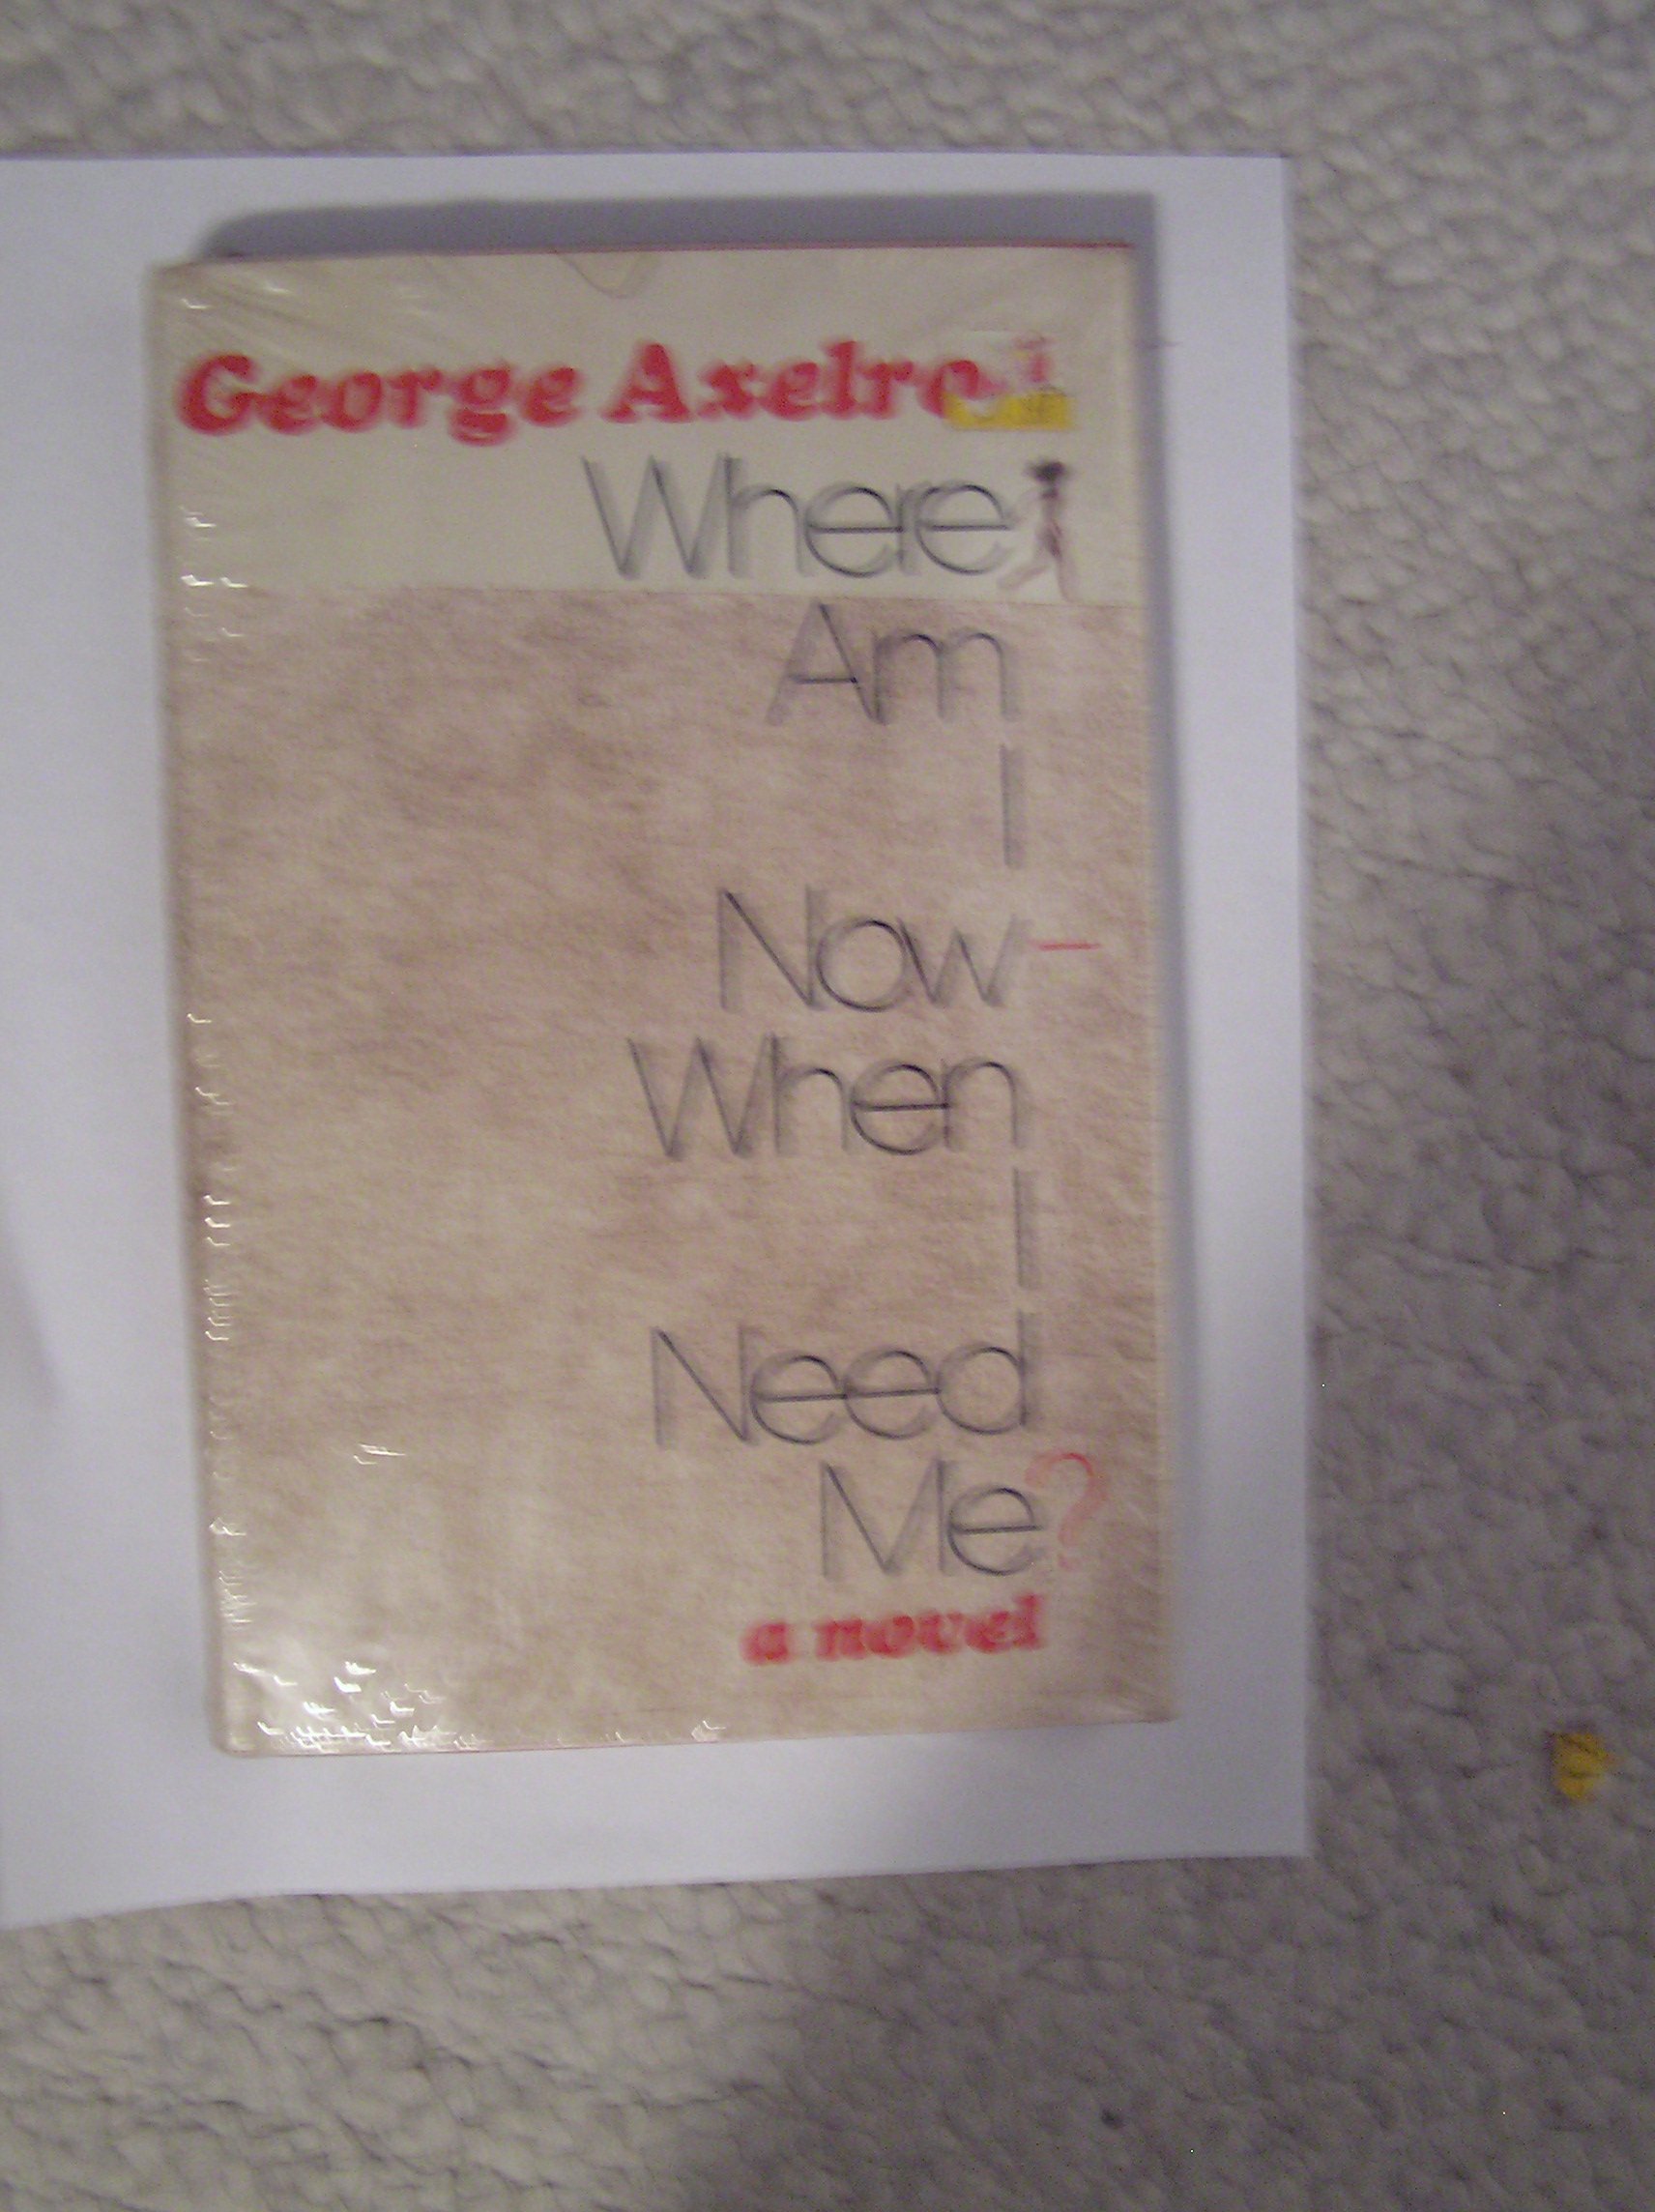 George Axelro
Where
Am
I
Now–
When
I
Need
Me?
a novel